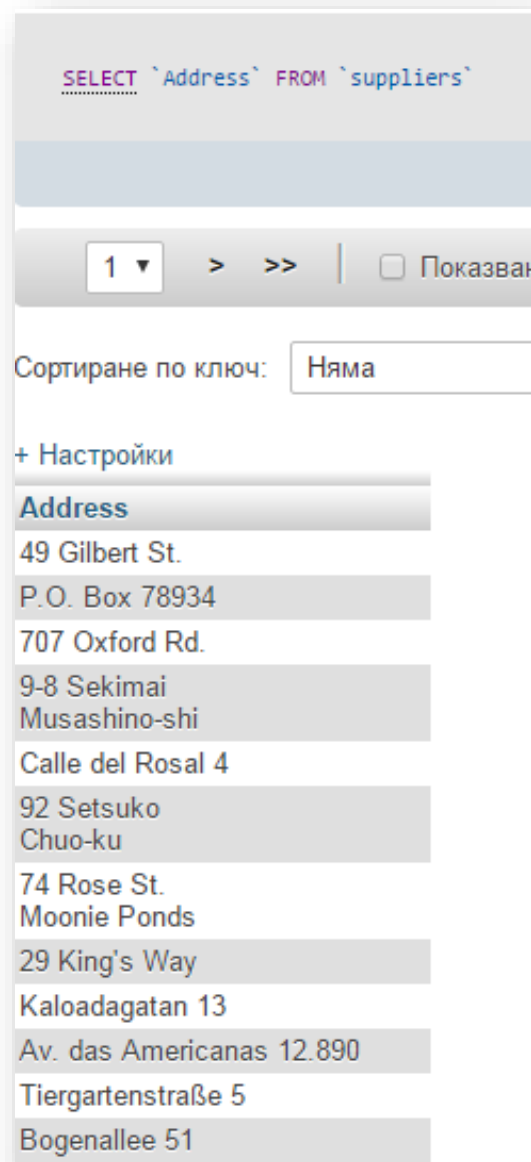 SELECT `Address` FROM `suppliers`
1 > >>
Сортиране по ключ: Няма
+ Настройки
Address
49 Gilbert St.
P.O. Box 78934
707 Oxford Rd.
9-8 Sekimai
Musashino-shi
Calle del Rosal 4
92 Setsuko
Chuo-ku
74 Rose St.
Moonie Ponds
29 King's Way
Kaloadagatan 13
Av. das Americanas 12.890
Tiergartenstraße 5
Bogenallee 51